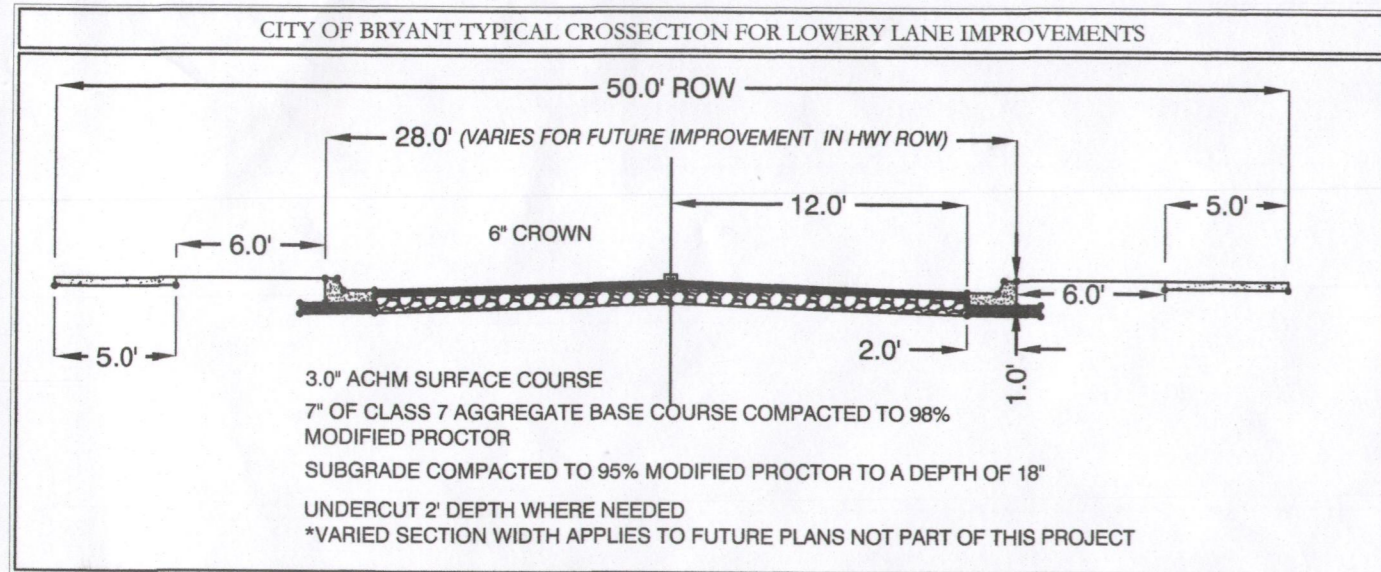 CITY OF BRYANT TYPICAL CROSSECTION FOR LOWERY LANE IMPROVEMENTS
50.0' ROW
28.0' (VARIES FOR FUTURE IMPROVEMENT IN HWY ROW)
12.0'
5.0'
6.0'
6" CROWN
6.0'
5.0'
2.0'
1.0'
3.0" ACHM SURFACE COURSE
7" OF CLASS 7 AGGREGATE BASE COURSE COMPACTED TO 98%
MODIFIED PROCTOR
SUBGRADE COMPACTED TO 95% MODIFIED PROCTOR TO A DEPTH OF 18"
UNDERCUT 2' DEPTH WHERE NEEDED
*VARIED SECTION WIDTH APPLIES TO FUTURE PLANS NOT PART OF THIS PROJECT